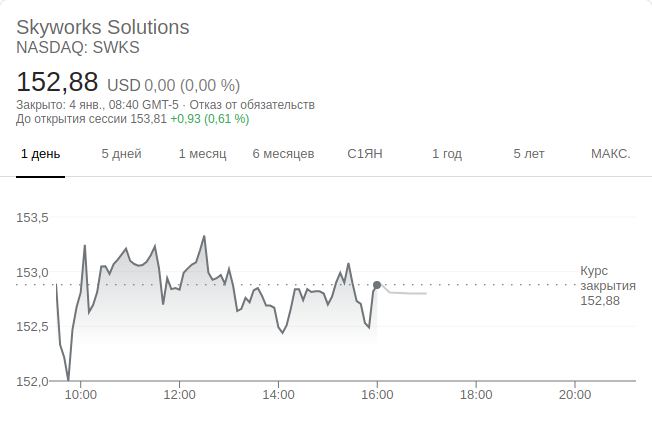 Skyworks Solutions
NASDAQ: SWKS
152,88 USD 0,00 (0,00 %)
Закрыто: 4 янв., 08:40 GMT-5 · Отказ от обязательств
До открытия сессии 153,81 +0,93 (0,61 %)
1 день 5 дней 1 месяц 6 месяцев С1ЯН 1 год 5 лет МАКС.
153,5
153,0
152,5
152,0
Курс
закрытия
152,88
10:00 12:00 14:00 16:00 18:00 20:00